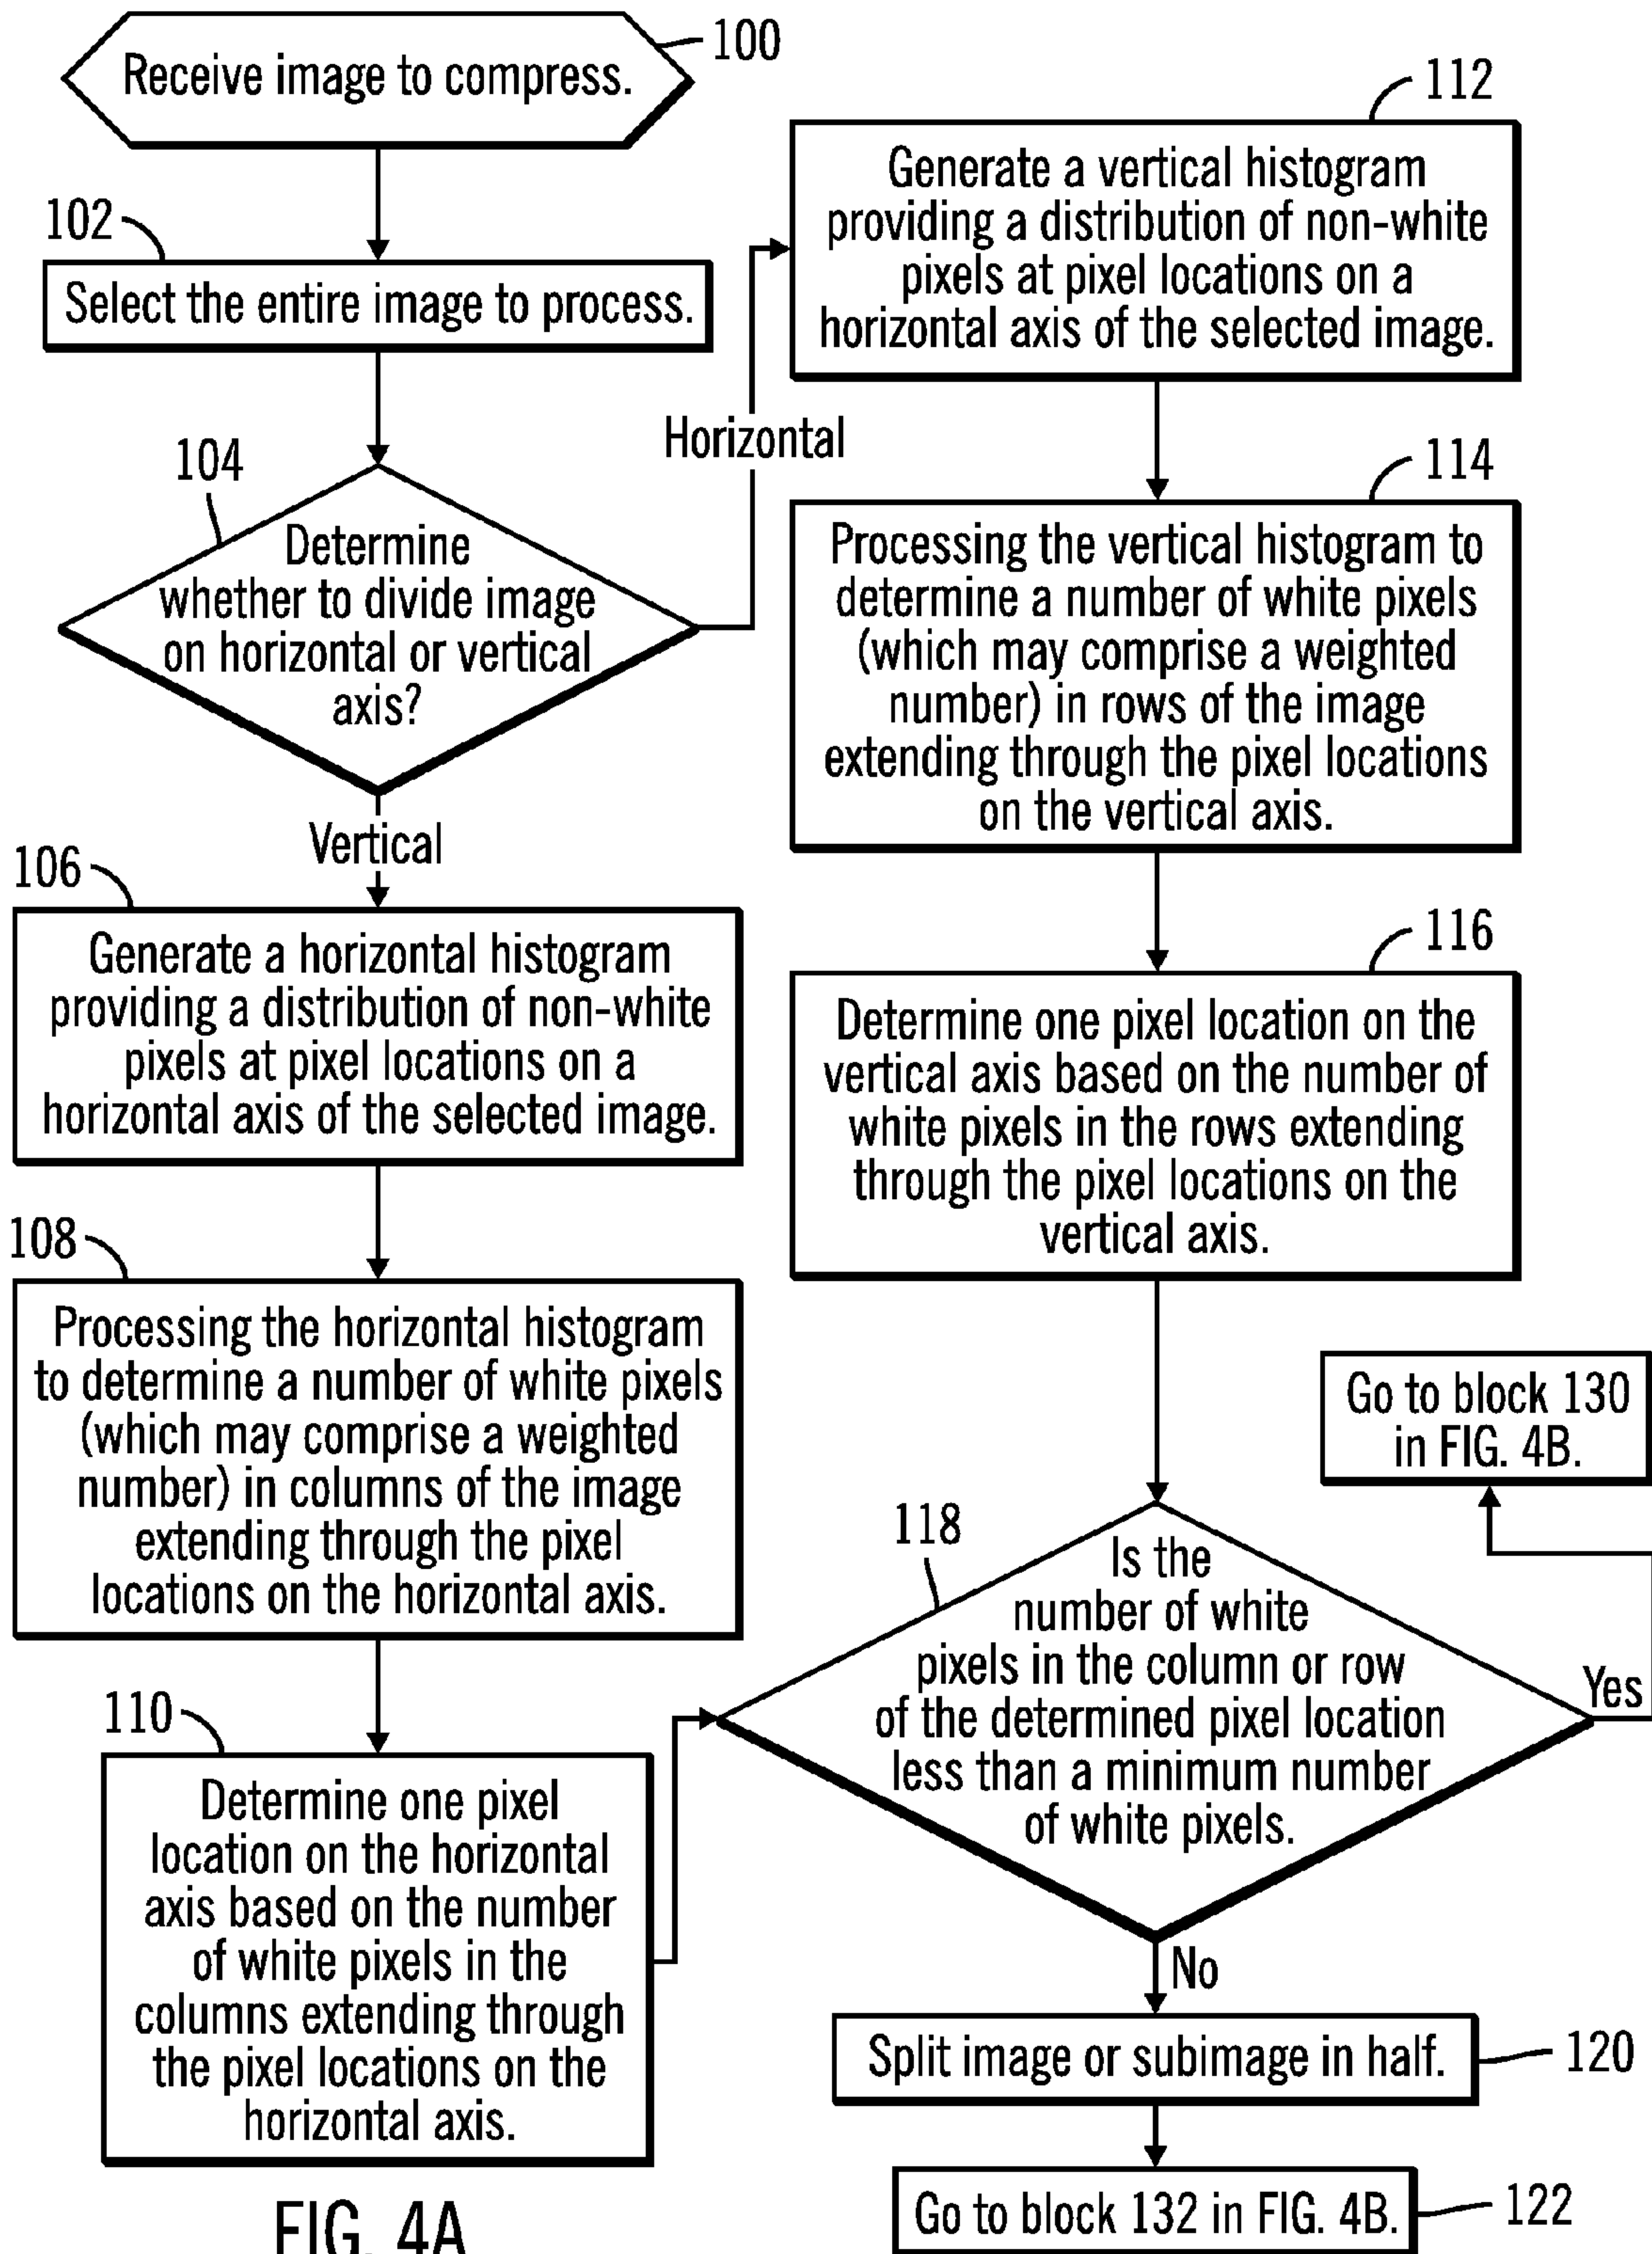 100
Receive image to compress.
102
Select the entire image to process.
104
Determine
whether to divide image
on horizontal or vertical
axis?
Horizontal
Vertical
106
Generate a horizontal histogram
providing a distribution of non-white
pixels at pixel locations on a
horizontal axis of the selected image.
108
Processing the horizontal histogram
to determine a number of white pixels
(which may comprise a weighted
number) in columns of the image
extending through the pixel
locations on the horizontal axis.
110
Determine one pixel
location on the horizontal
axis based on the number
of white pixels in the
columns extending through
the pixel locations on the
horizontal axis.
112
Generate a vertical histogram
providing a distribution of non-white
pixels at pixel locations on a
horizontal axis of the selected image.
114
Processing the vertical histogram to
determine a number of white pixels
(which may comprise a weighted
number) in rows of the image
extending through the pixel locations
on the vertical axis.
116
Determine one pixel location on the
vertical axis based on the number of
white pixels in the rows extending
through the pixel locations on the
vertical axis.
118
Is the
number of white
pixels in the column or row
of the determined pixel location
less than a minimum number
of white pixels.
Yes
Go to block 130
in FIG. 4B.
No
Split image or subimage in half.
120
Go to block 132 in FIG. 4B.
122
FIG. 4A